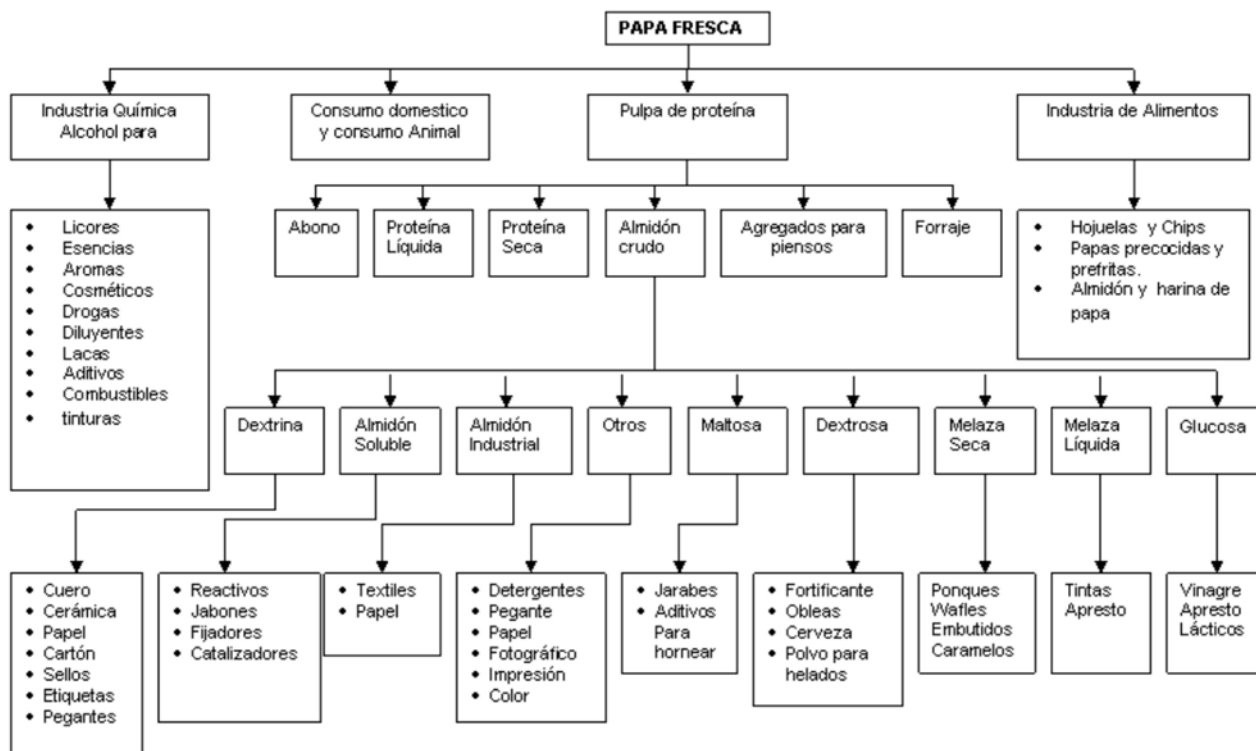 PAPA FRESCA
Industria Química
Alcohol para
Consumo domestico
y consumo Animal
Pulpa de proteína
Industria de Alimentos
• Licores
• Esencias
• Aromas
• Cosméticos
• Drogas
• Diluyentes
• Lacas
• Aditivos
• Combustibles
• tinturas
Abono
Proteína
Líquida
Proteína
Seca
Almidón
crudo
Agregados para
piensos
Forraje
• Hojuelas y Chips
• Papas precocidas y
prefritas.
• Almidón y harina de
papa
Dextrina
Almidón
Soluble
Almidón
Industrial
Otros
Maltosa
Dextrosa
Melaza
Seca
Melaza
Líquida
Glucosa
• Cuero
• Cerámica
• Papel
• Cartón
• Sellos
• Etiquetas
• Pegantes
• Reactivos
• Jabones
• Fijadores
• Catalizadores
• Textiles
• Papel
• Detergentes
• Pegante
• Papel
• Fotográfico
• Impresión
• Color
• Jarabes
• Aditivos
Para
hornear
• Fortificante
• Obleas
• Cerveza
• Polvo para
helados
Ponques
Wafles
Embutidos
Caramelos
Tintas
Apresto
Vinagre
Apresto
Lácticos